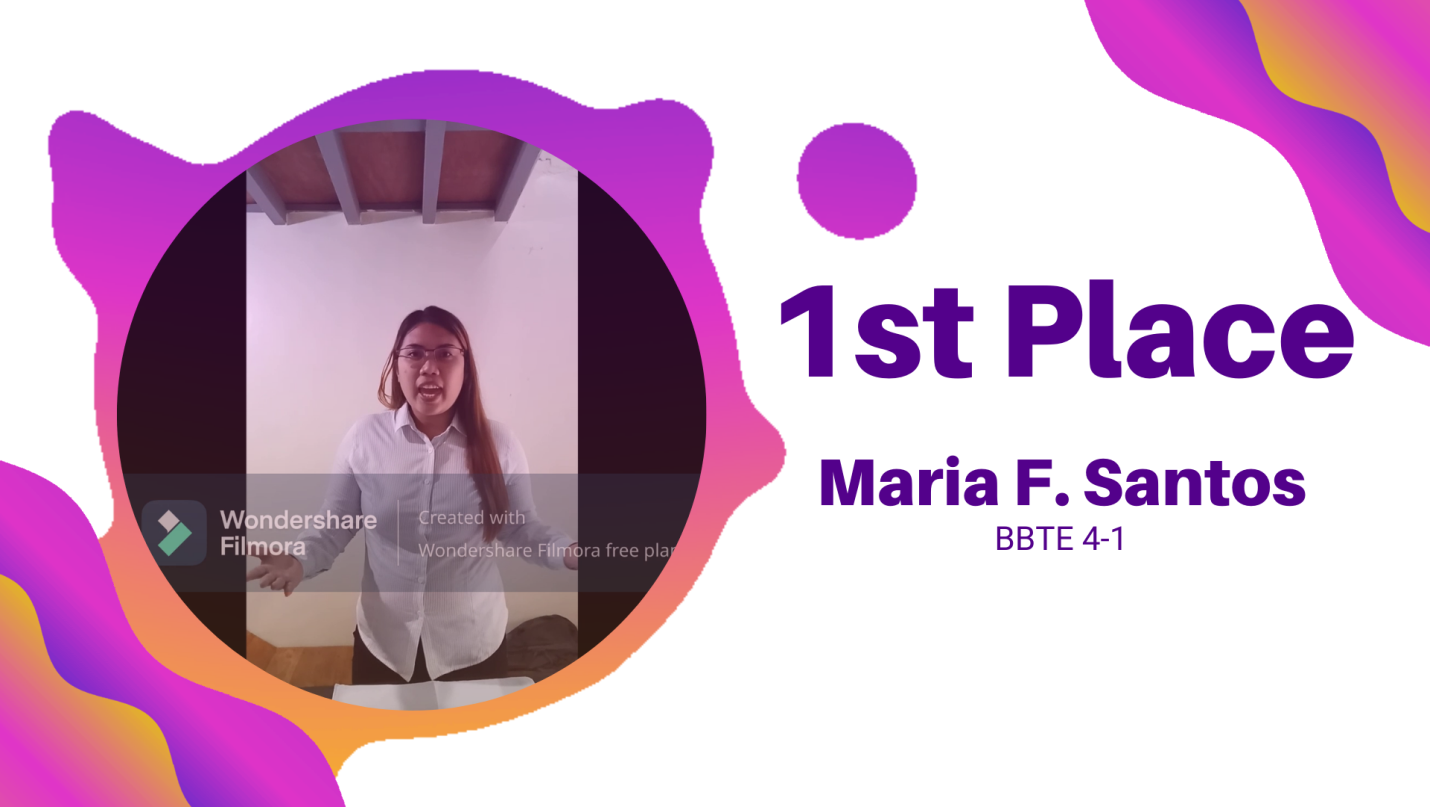 1st Place
Maria F. Santos
BBTE 4-1
Wondershare
Filmora
Created with
Wondershare Filmora free plan